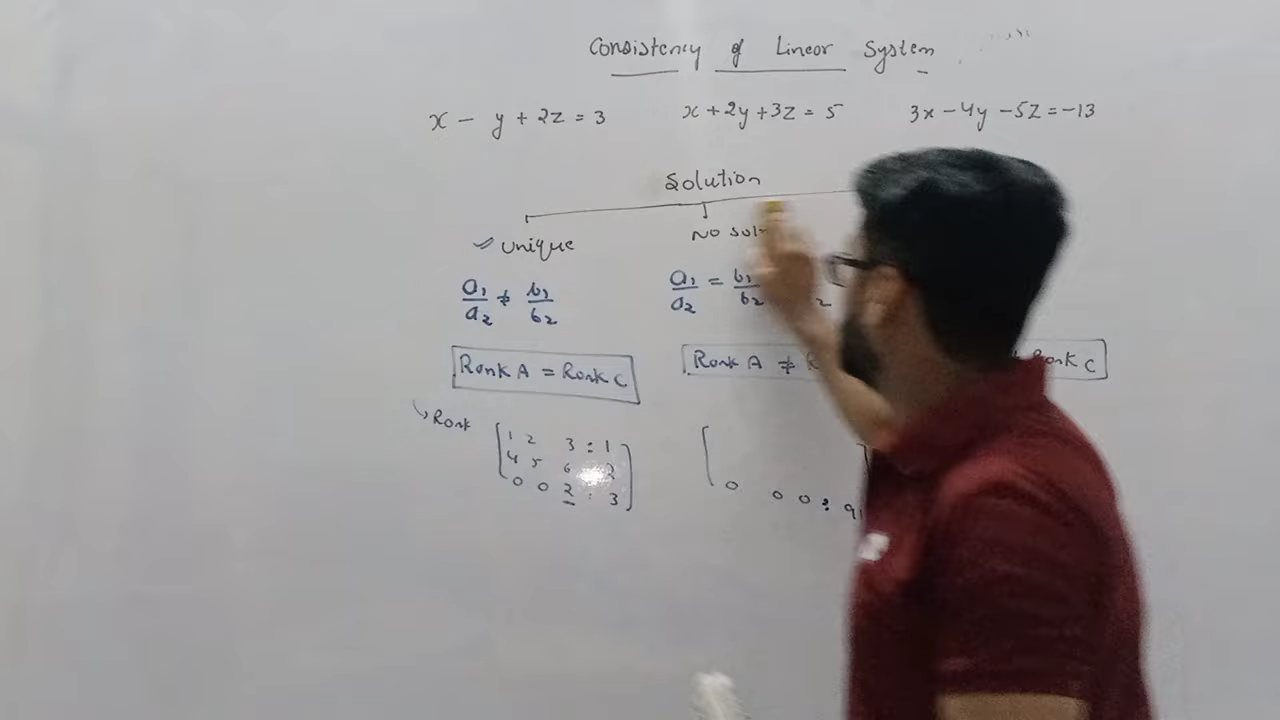 Consistency of Linear System
x - y + 2z = 3 x + 2y + 3z = 5 3x - 4y - 5z = -13
Solution
✓ Unique No sol
a₁/a₂ ≠ b₁/b₂ a₁/a₂ = b₁/b₂
Rank A = Rank C Rank A ≠ Rank C
↳ Rank
1 2 3 : 1
4 5 6 2
0 0 2 : 3 0 0 0 : 9